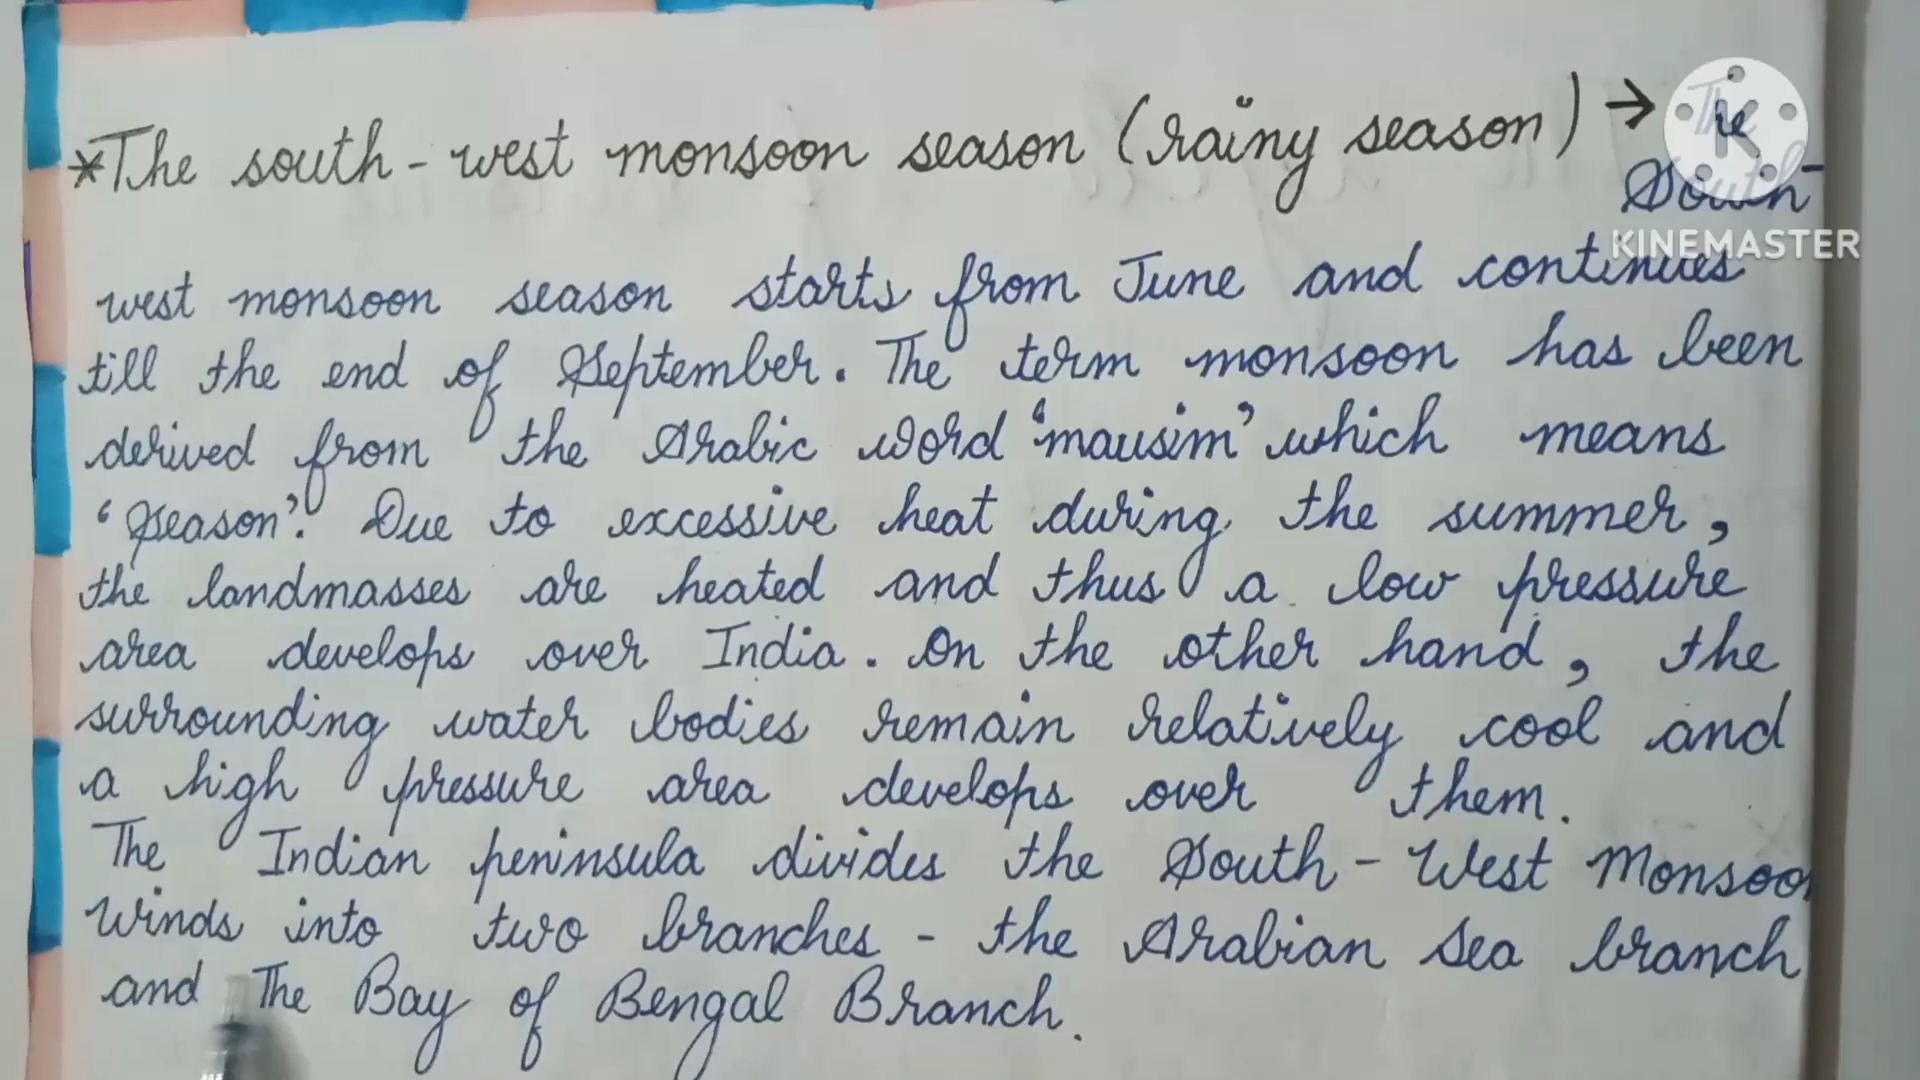 *The south-west monsoon season (rainy season) → The
South-
KINEMASTER
west monsoon season starts from June and continues
till the end of September. The term monsoon has been
derived from the Arabic word 'mausim' which means
'Season'. Due to excessive heat during the summer,
the landmasses are heated and thus a low pressure
area develops over India. On the other hand, the
surrounding water bodies remain relatively cool and
a high pressure area develops over them.
The Indian peninsula divides the South-West Monsoon
Winds into two branches - the Arabian Sea branch
and The Bay of Bengal Branch.